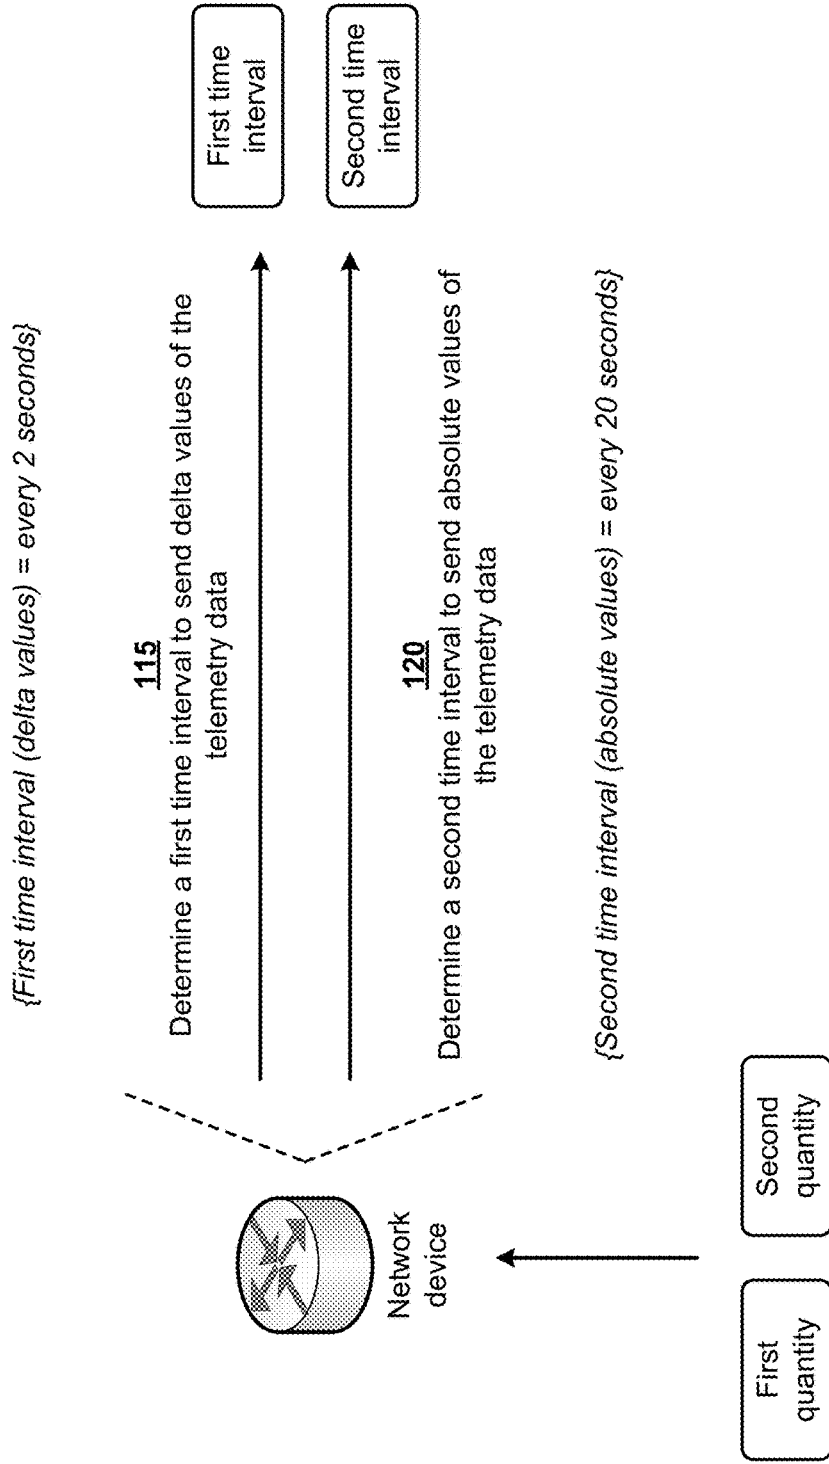 {First time interval (delta values) = every 2 seconds}
115
Determine a first time interval to send delta values of the
telemetry data
First time
interval
Second time
interval
120
Determine a second time interval to send absolute values of
the telemetry data
{Second time interval (absolute values) = every 20 seconds}
Network
device
First
quantity
Second
quantity